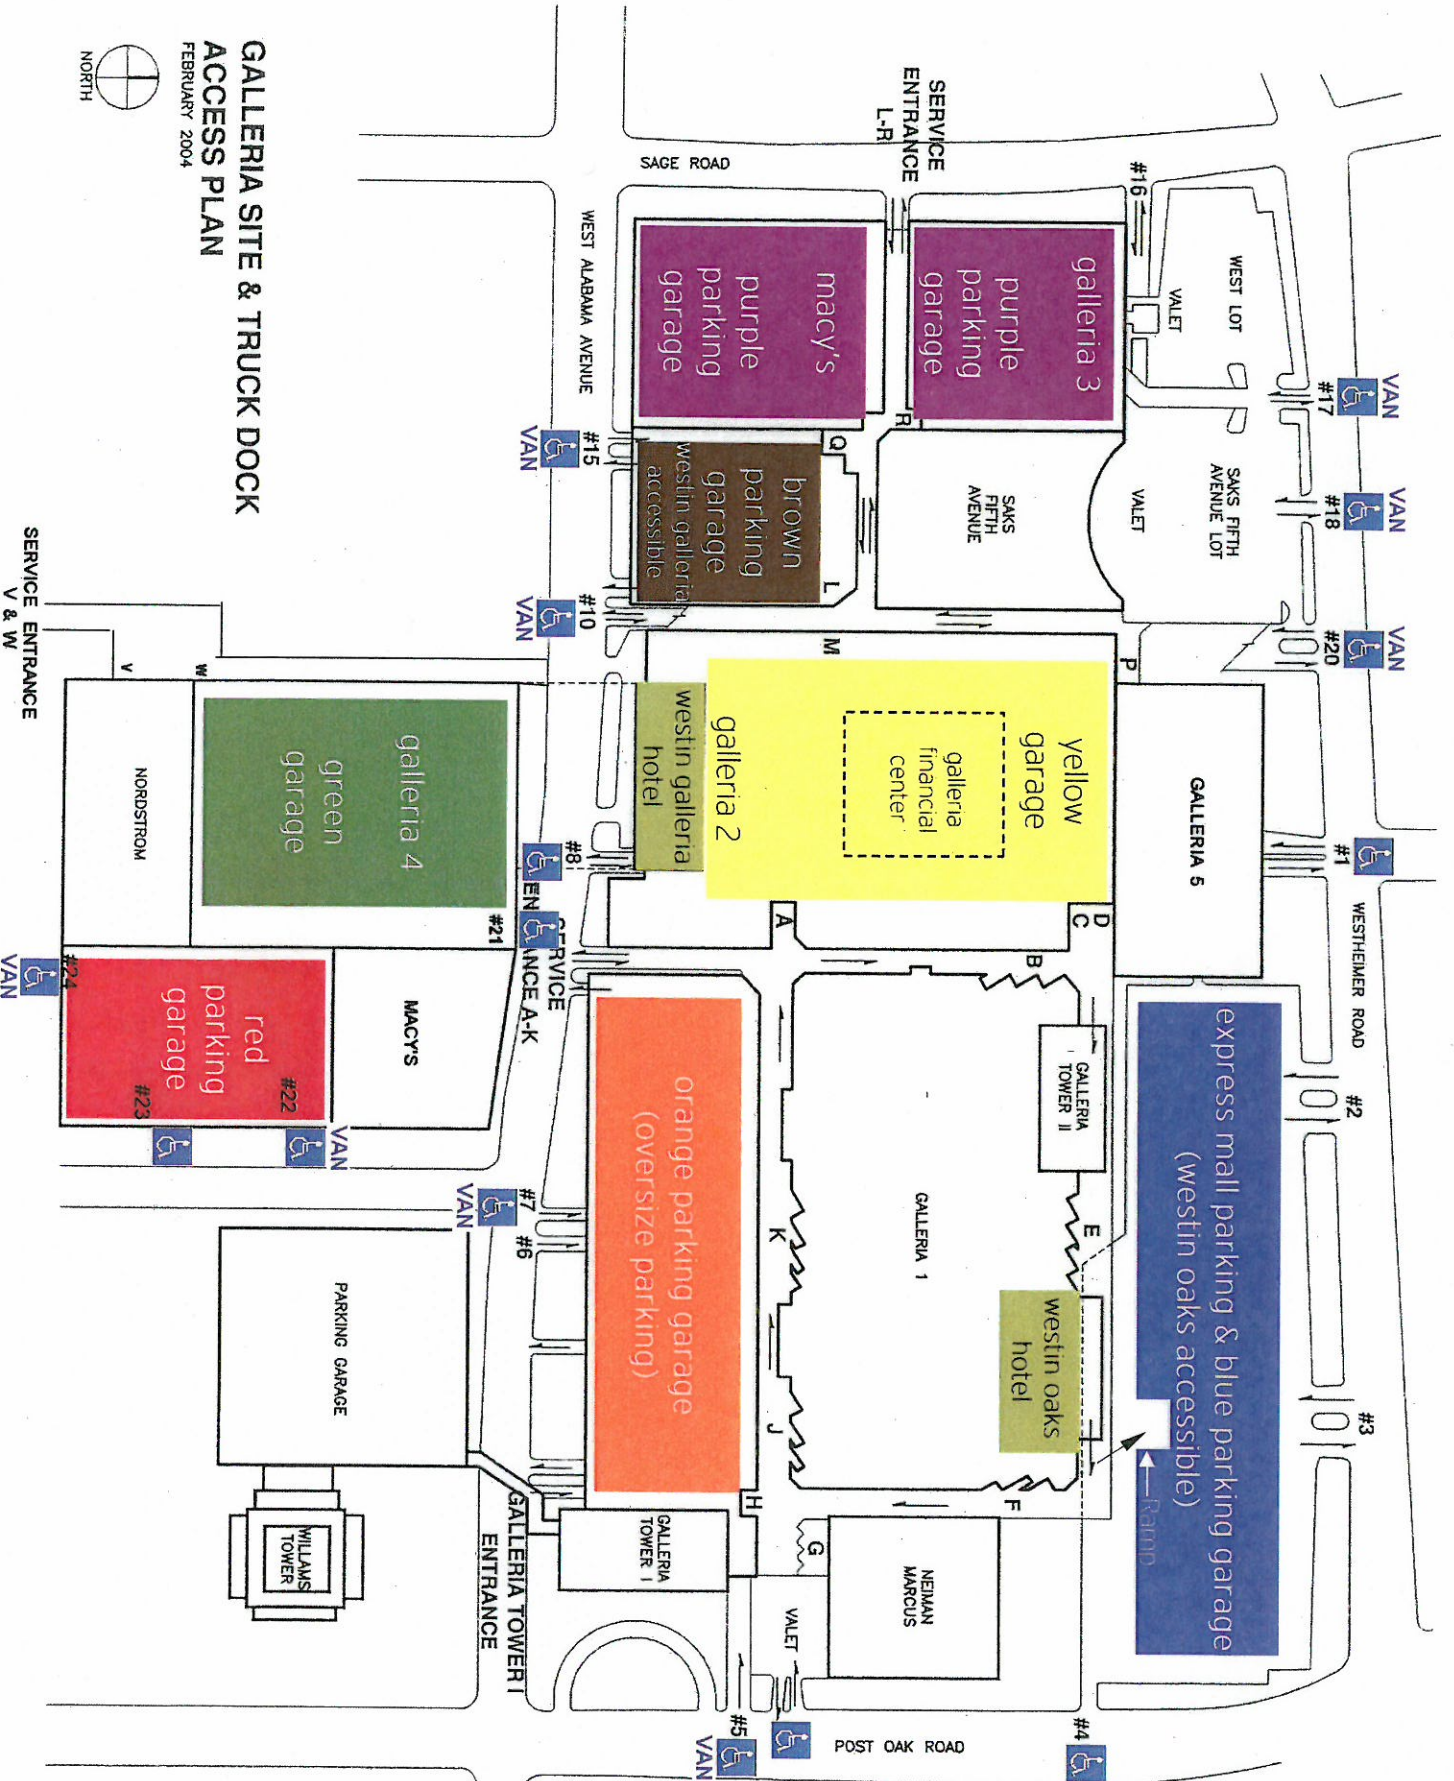 GALLERIA SITE & TRUCK DOCK
ACCESS PLAN
FEBRUARY 2004
NORTH
WESTHEIMER ROAD
SAGE ROAD
WEST ALABAMA AVENUE
POST OAK ROAD
SERVICE
ENTRANCE
L-R
#16
WEST LOT
VALET
VAN
#17
VAN
#18
VAN
#20
#1
#2
#3
#4
SAKS FIFTH
AVENUE LOT
VALET
SAKS
FIFTH
AVENUE
galleria 3
purple
parking
garage
macy's
purple
parking
garage
R
Q
brown
parking
garage
westin galleria
accessible
L
#15
VAN
#10
VAN
M
P
GALLERIA 5
yellow
garage
galleria
financial
center
galleria 2
westin galleria
hotel
D
C
A
B
#8
express mall parking & blue parking garage
(westin oaks accessible)
Ramp
GALLERIA
TOWER II
E
GALLERIA 1
westin oaks
hotel
K
J
F
H
G
orange parking garage
(oversize parking)
GALLERIA
TOWER I
NEIMAN
MARCUS
VALET
#5
VAN
GALLERIA TOWER I
ENTRANCE
#7
VAN
#6
SERVICE ENTRANCE
V & W
V
W
NORDSTROM
galleria 4
green
garage
#21
RVICE
EN ANCE A-K
MACY'S
red
parking
garage
#22
VAN
#23
#24
VAN
PARKING GARAGE
WILLAMS
TOWER